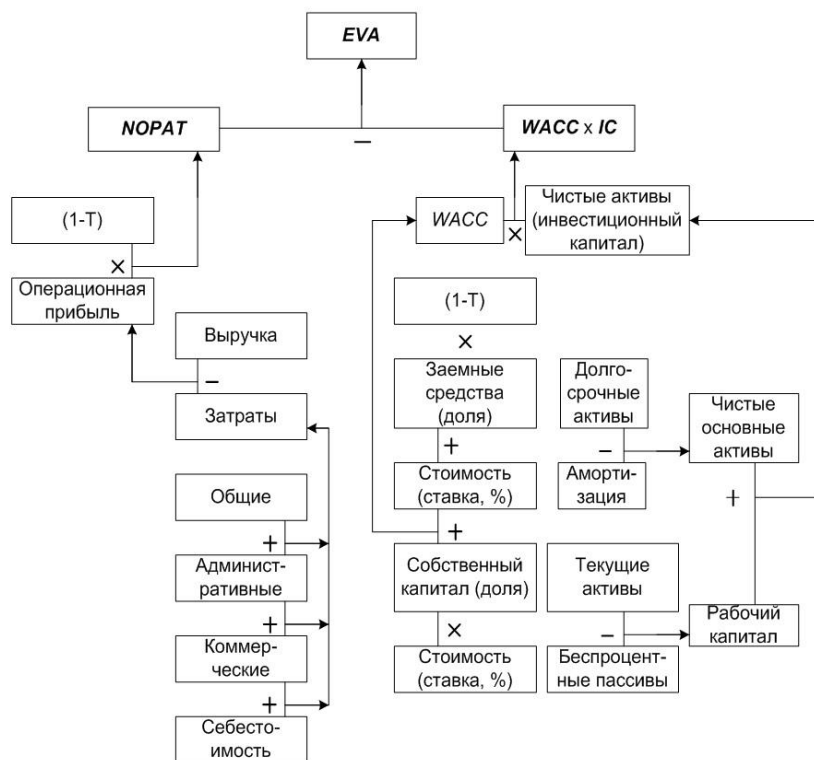 EVA
NOPAT
–
WACC x IC
(1-T)
×
Операционная
прибыль
WACC
×
Чистые активы
(инвестиционный
капитал)
Выручка
–
Затраты
Общие
+
Админист-
ративные
+
Коммер-
ческие
+
Себесто-
имость
(1-T)
×
Заемные
средства
(доля)
+
Стоимость
(ставка, %)
+
Собственный
капитал (доля)
×
Стоимость
(ставка, %)
Долго-
срочные
активы
–
Аморти-
зация
Чистые
основные
активы
+
Текущие
активы
–
Беспроцент-
ные пассивы
Рабочий
капитал